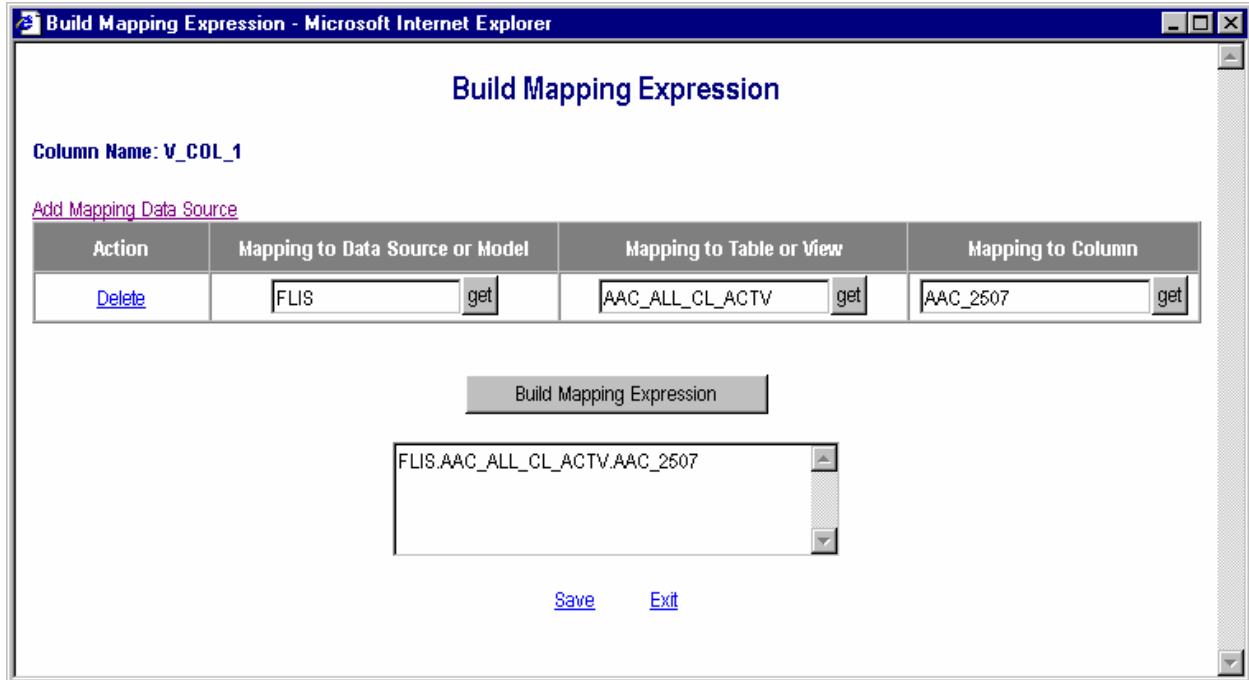 Build Mapping Expression - Microsoft Internet Explorer
Build Mapping Expression
Column Name: V_COL_1
Add Mapping Data Source
Action Mapping to Data Source or Model Mapping to Table or View Mapping to Column
Delete FLIS get AAC_ALL_CL_ACTV get AAC_2507 get
Build Mapping Expression
FLIS.AAC_ALL_CL_ACTV.AAC_2507
Save Exit